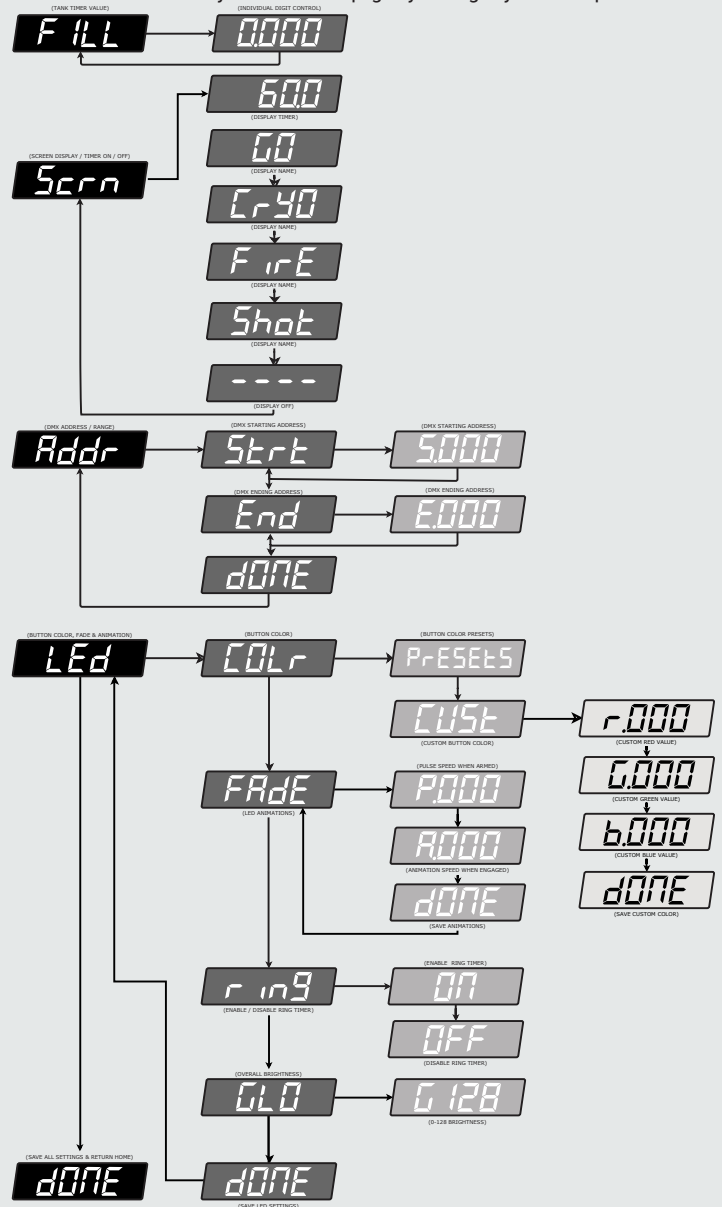 (TANK TIMER VALUE)
FILL
(INDIVIDUAL DIGIT CONTROL)
0.000
60.0
(DISPLAY TIMER)
(SCREEN DISPLAY / TIMER ON / OFF)
Scrn
GO
(DISPLAY NAME)
CryO
(DISPLAY NAME)
FirE
(DISPLAY NAME)
Shot
(DISPLAY NAME)
----
(DISPLAY OFF)
(DMX ADDRESS / RANGE)
Addr
(DMX STARTING ADDRESS)
Strt
(DMX STARTING ADDRESS)
S.000
(DMX ENDING ADDRESS)
End
(DMX ENDING ADDRESS)
E.000
dONE
(BUTTON COLOR, FADE & ANIMATION)
LEd
(BUTTON COLOR)
COLr
(BUTTON COLOR PRESETS)
PrESEtS
CUSt
(CUSTOM BUTTON COLOR)
r.000
(CUSTOM RED VALUE)
G.000
(CUSTOM GREEN VALUE)
b.000
(CUSTOM BLUE VALUE)
dONE
(SAVE CUSTOM COLOR)
FAdE
(LED ANIMATIONS)
(PULSE SPEED WHEN ARMED)
P.000
A.000
(ANIMATION SPEED WHEN ENGAGED)
dONE
(SAVE ANIMATIONS)
ring
(ENABLE / DISABLE RING TIMER)
(ENABLE RING TIMER)
ON
OFF
(DISABLE RING TIMER)
(OVERALL BRIGHTNESS)
GLO
G128
(0-128 BRIGHTNESS)
(SAVE ALL SETTINGS & RETURN HOME)
dONE
dONE
(SAVE LED SETTINGS)